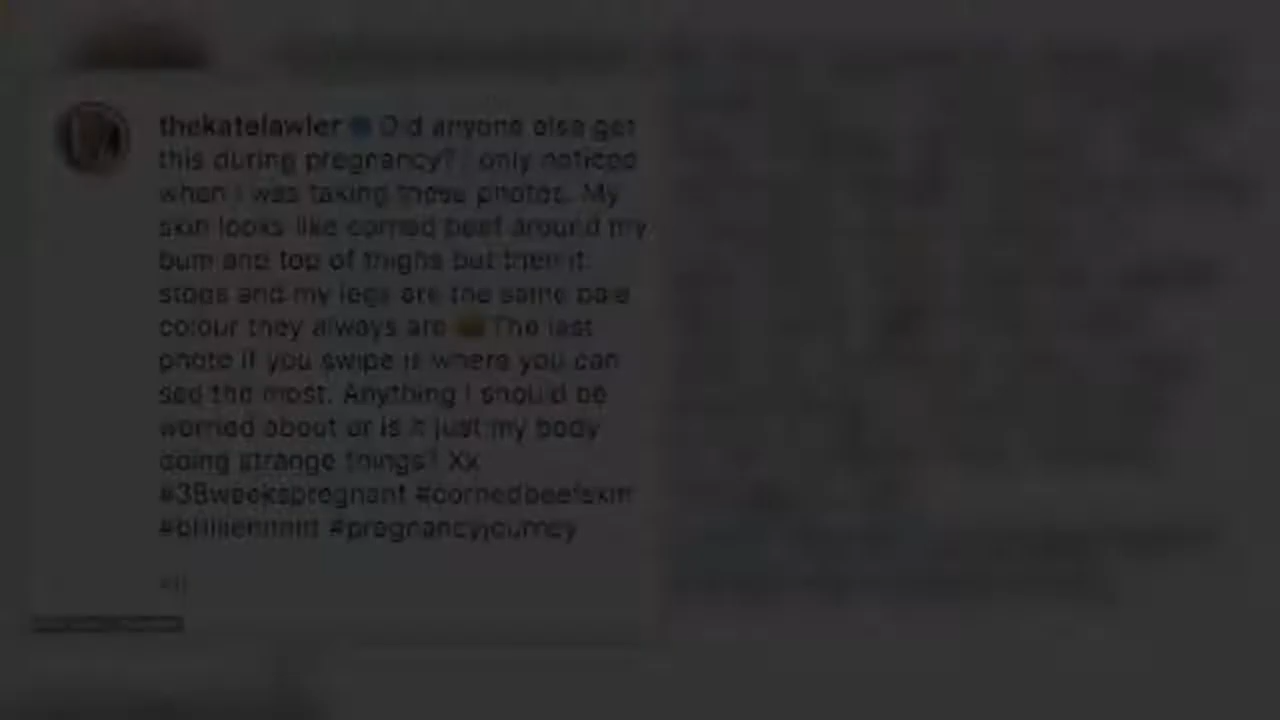 thekatelawler Did anyone else get
this during pregnancy? I only noticed
when I was taking these photos. My
skin looks like corned beef around my
bum and top of thighs but then it
stops and my legs are the same pale
colour they always are The last
photo if you swipe is where you can
see the most. Anything I should be
worried about or is it just my body
doing strange things? Xx
#38weekspregnant #cornedbeefskin
#pregnancyjourney